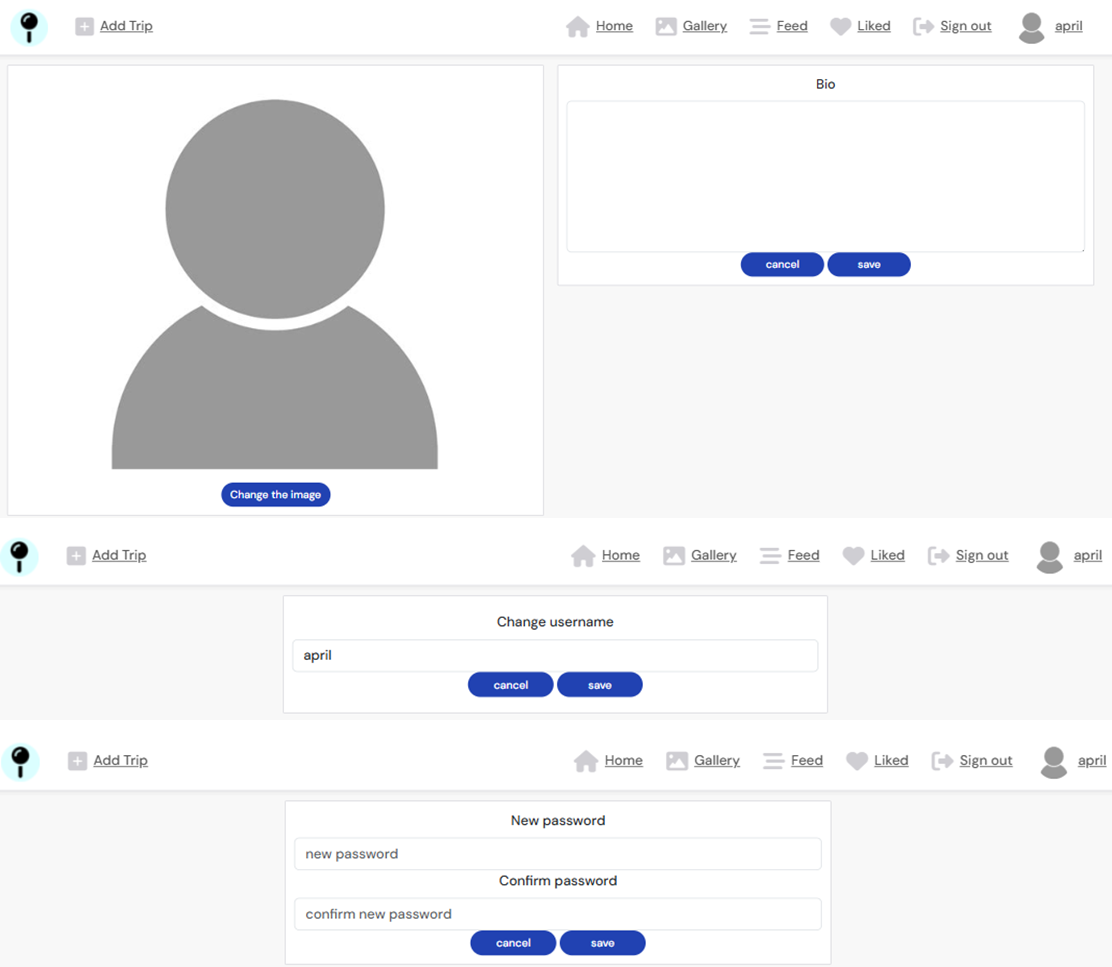 Add Trip Home Gallery Feed Liked Sign out april
Bio
cancel save
Change the image
Add Trip Home Gallery Feed Liked Sign out april
Change username
april
cancel save
Add Trip Home Gallery Feed Liked Sign out april
New password
new password
Confirm password
confirm new password
cancel save